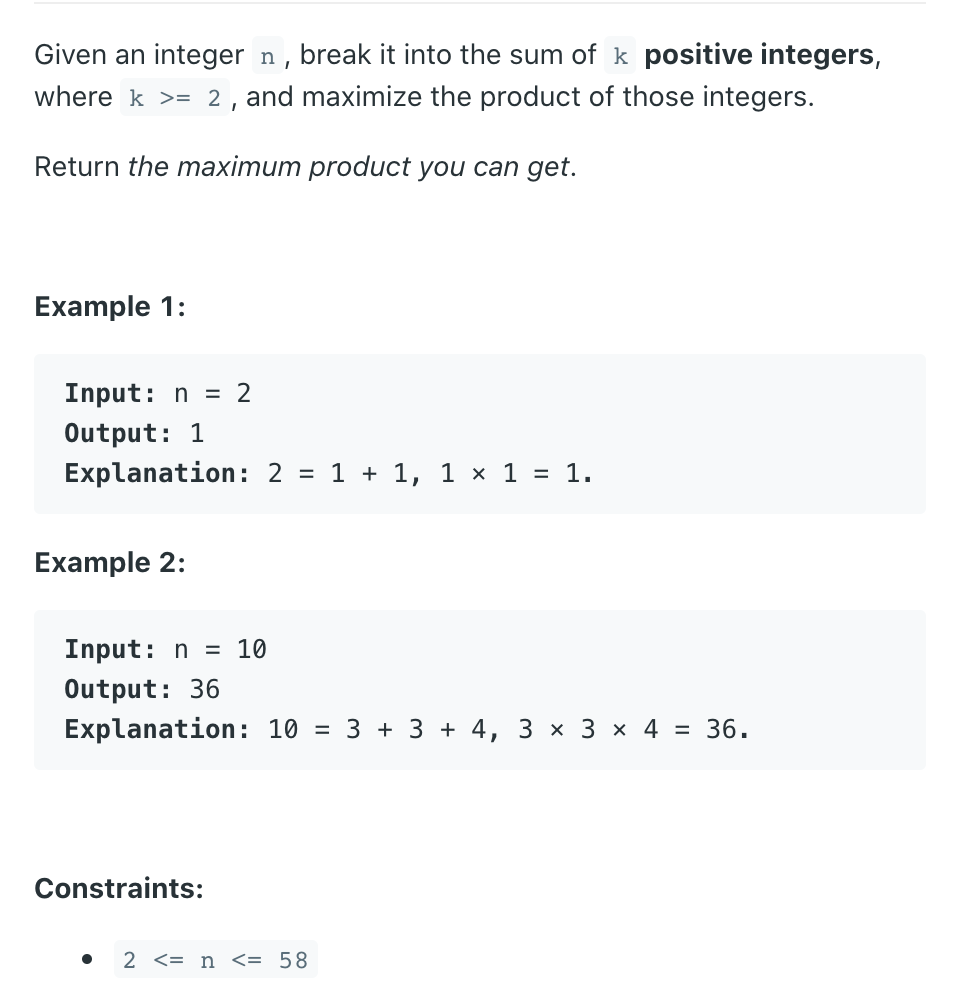 Given an integer n, break it into the sum of k positive integers,
where k >= 2, and maximize the product of those integers.
Return the maximum product you can get.
Example 1:
Input: n = 2
Output: 1
Explanation: 2 = 1 + 1, 1 × 1 = 1.
Example 2:
Input: n = 10
Output: 36
Explanation: 10 = 3 + 3 + 4, 3 × 3 × 4 = 36.
Constraints:
• 2 <= n <= 58